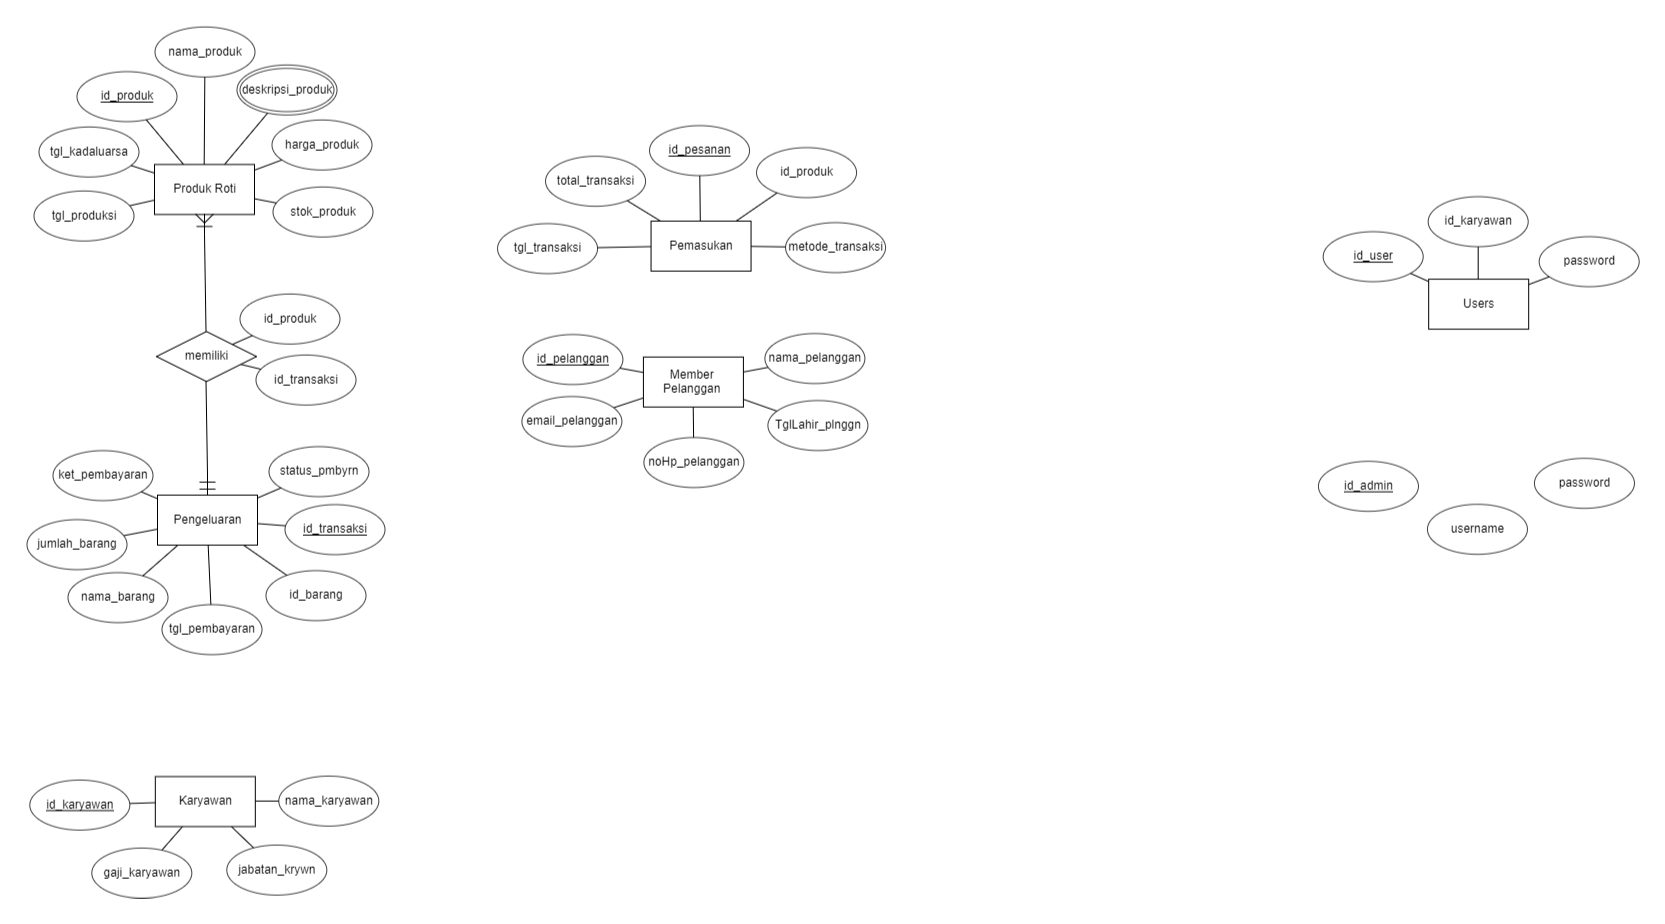 nama_produk
id_produk
deskripsi_produk
tgl_kadaluarsa
harga_produk
Produk Roti
tgl_produksi
stok_produk
id_produk
memiliki
id_transaksi
ket_pembayaran
status_pmbyrn
Pengeluaran
id_transaksi
jumlah_barang
nama_barang
id_barang
tgl_pembayaran
id_karyawan
Karyawan
nama_karyawan
gaji_karyawan
jabatan_krywn
id_pesanan
total_transaksi
id_produk
tgl_transaksi
Pemasukan
metode_transaksi
id_pelanggan
Member
Pelanggan
nama_pelanggan
email_pelanggan
TglLahir_plnggn
noHp_pelanggan
id_karyawan
id_user
password
Users
id_admin
password
username